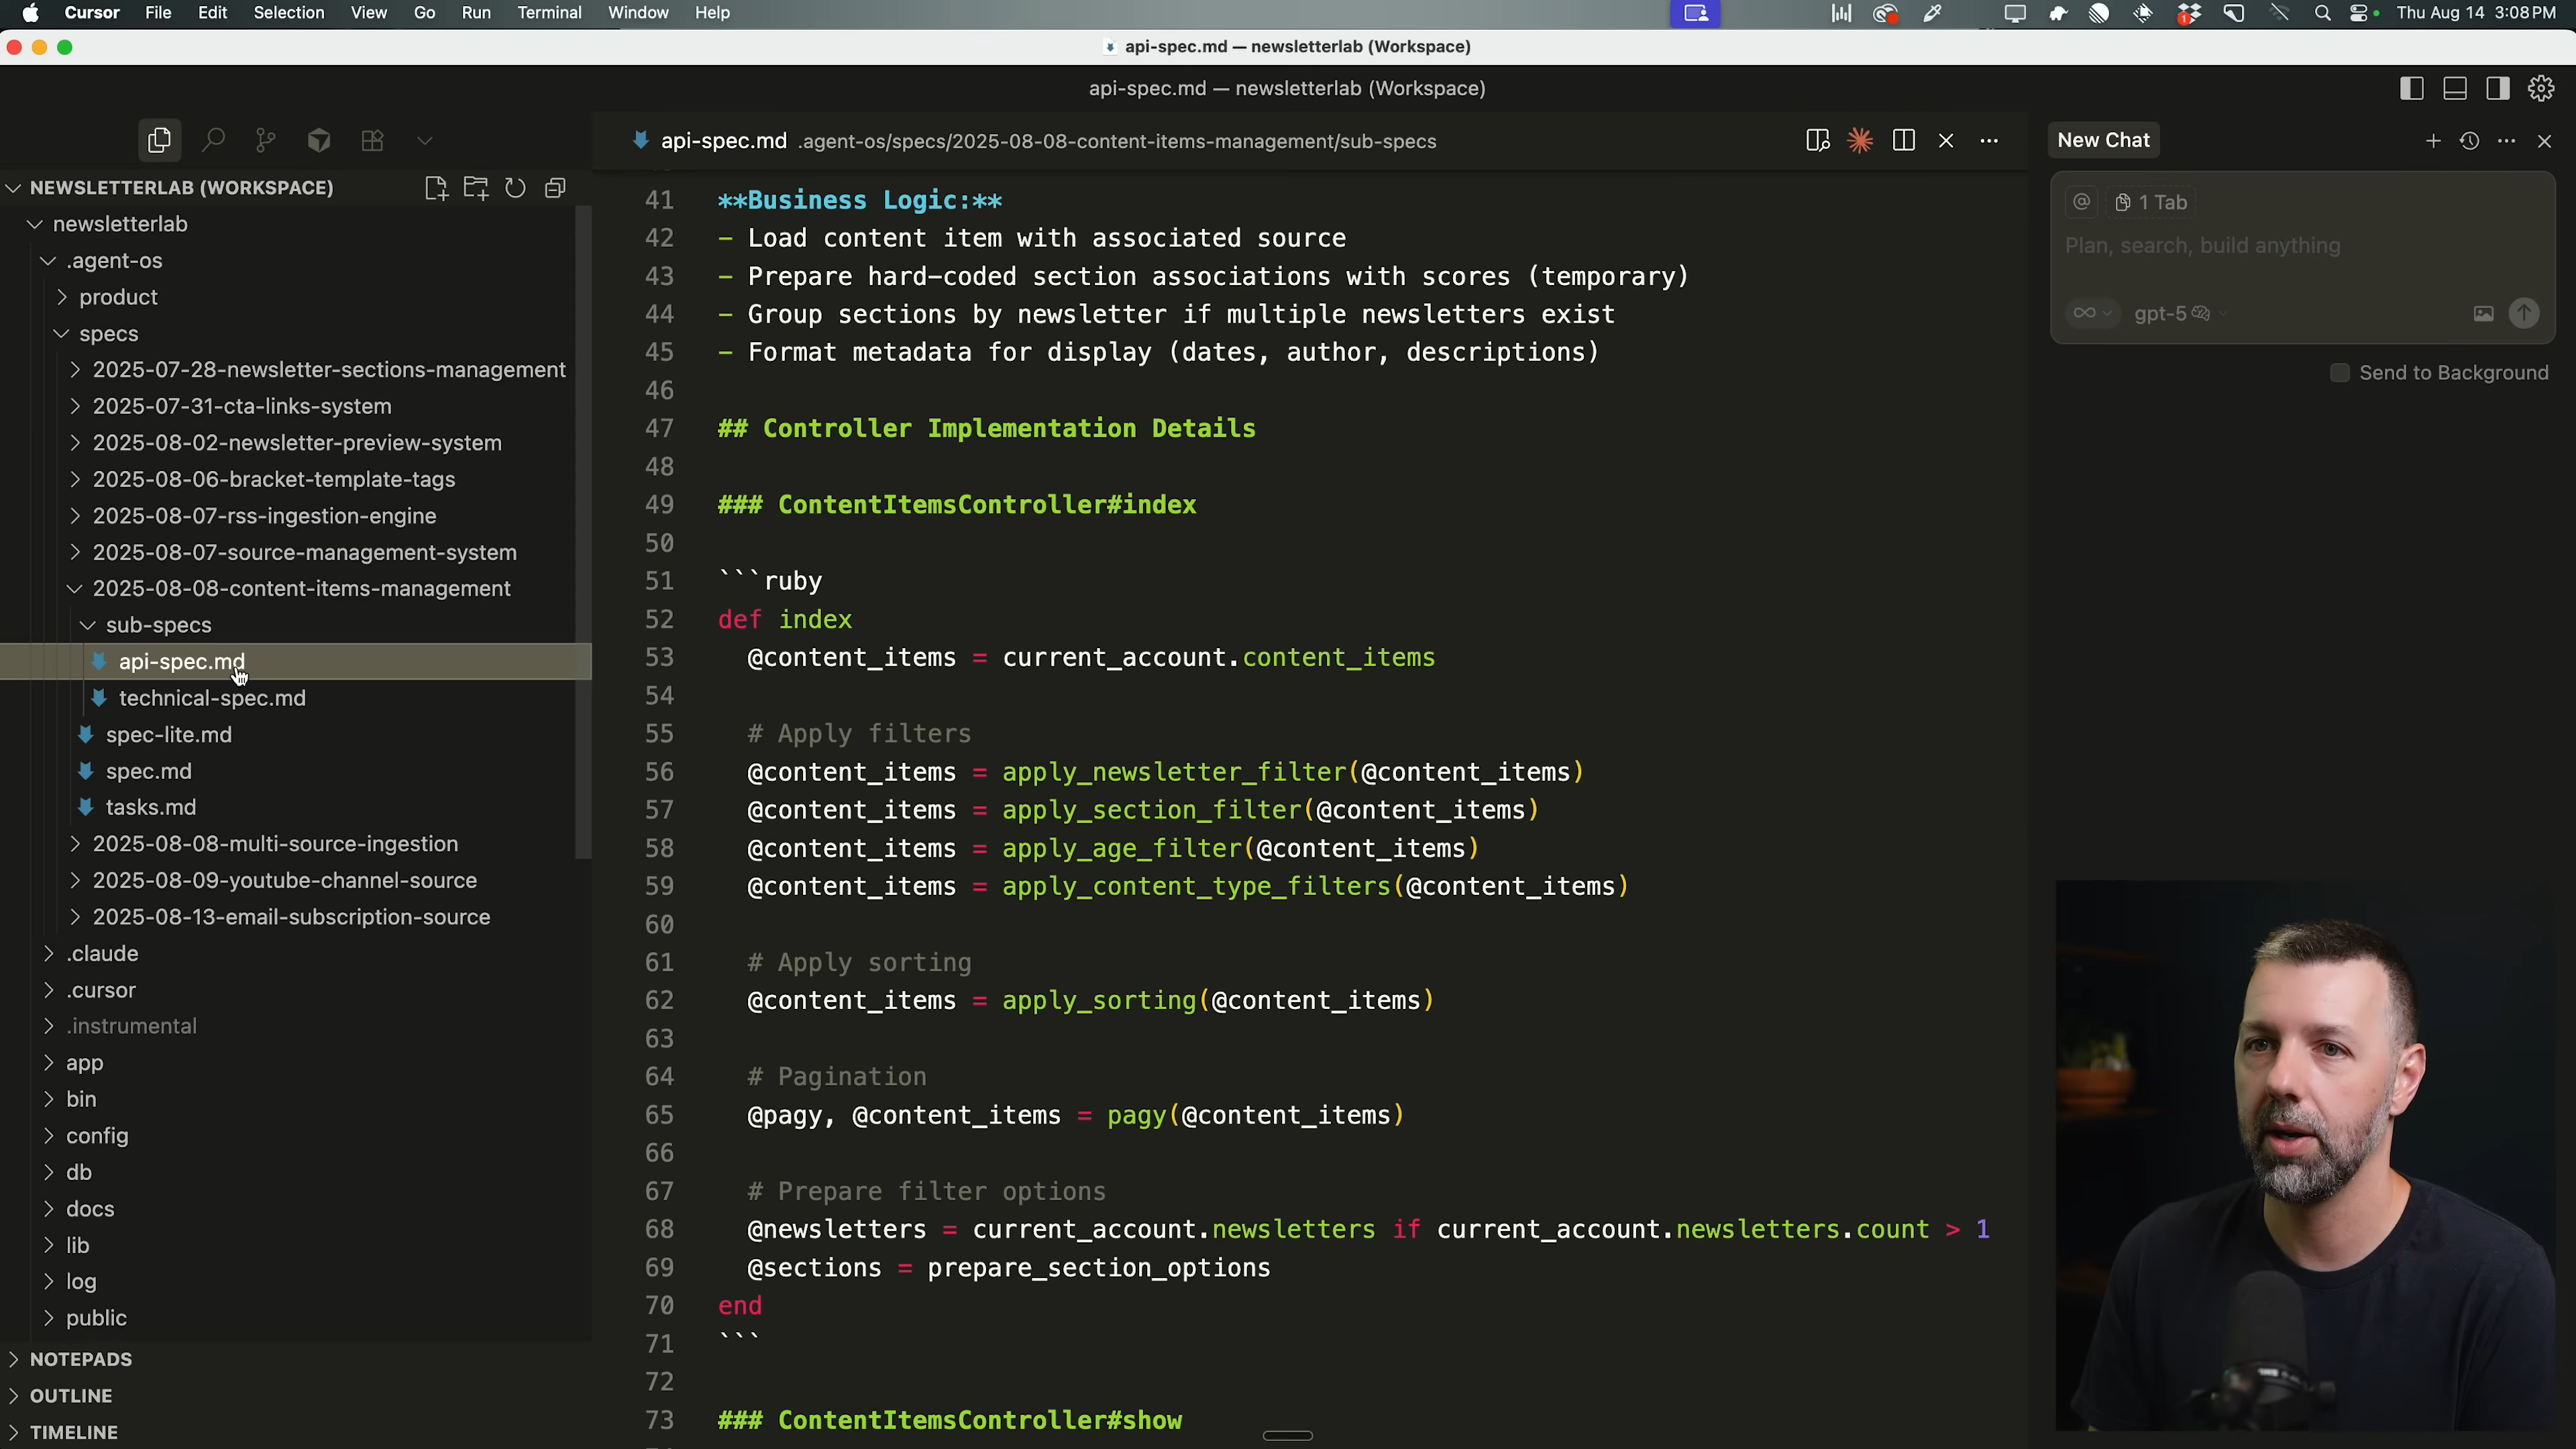 Cursor File Edit Selection View Go Run Terminal Window Help
1
Thu Aug 14 3:08 PM
api-spec.md — newsletterlab (Workspace)
api-spec.md — newsletterlab (Workspace)
NEWSLETTERLAB (WORKSPACE)
newsletterlab
.agent-os
product
specs
2025-07-28-newsletter-sections-management
2025-07-31-cta-links-system
2025-08-02-newsletter-preview-system
2025-08-06-bracket-template-tags
2025-08-07-rss-ingestion-engine
2025-08-07-source-management-system
2025-08-08-content-items-management
sub-specs
api-spec.md
technical-spec.md
spec-lite.md
spec.md
tasks.md
2025-08-08-multi-source-ingestion
2025-08-09-youtube-channel-source
2025-08-13-email-subscription-source
.claude
.cursor
.instrumental
app
bin
config
db
docs
lib
log
public
NOTEPADS
OUTLINE
TIMELINE
api-spec.md .agent-os/specs/2025-08-08-content-items-management/sub-specs
41 **Business Logic:**
42 - Load content item with associated source
43 - Prepare hard-coded section associations with scores (temporary)
44 - Group sections by newsletter if multiple newsletters exist
45 - Format metadata for display (dates, author, descriptions)
46
47 ## Controller Implementation Details
48
49 ### ContentItemsController#index
50
51 ```ruby
52 def index
53 @content_items = current_account.content_items
54
55 # Apply filters
56 @content_items = apply_newsletter_filter(@content_items)
57 @content_items = apply_section_filter(@content_items)
58 @content_items = apply_age_filter(@content_items)
59 @content_items = apply_content_type_filters(@content_items)
60
61 # Apply sorting
62 @content_items = apply_sorting(@content_items)
63
64 # Pagination
65 @pagy, @content_items = pagy(@content_items)
66
67 # Prepare filter options
68 @newsletters = current_account.newsletters if current_account.newsletters.count > 1
69 @sections = prepare_section_options
70 end
71 ```
72
73 ### ContentItemsController#show
New Chat
@ 1 Tab
Plan, search, build anything
gpt-5
Send to Background